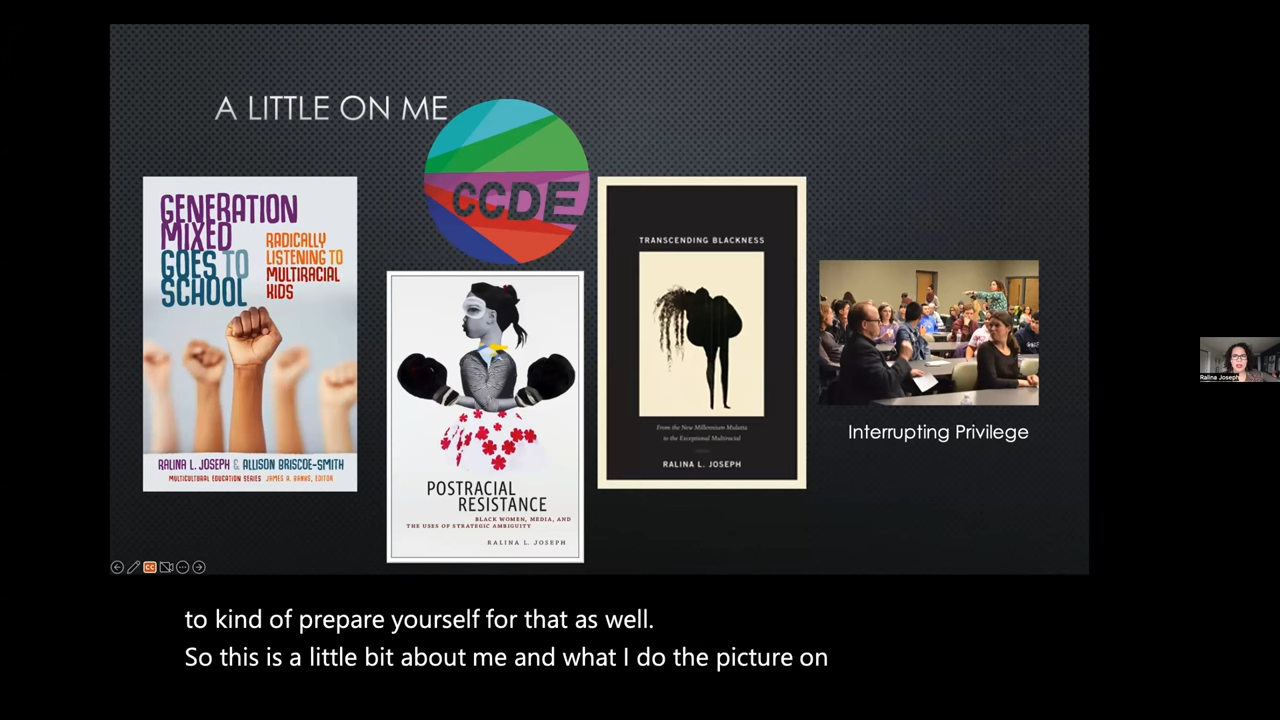 A LITTLE ON ME
CCDE
GENERATION
MIXED
GOES TO
SCHOOL
RADICALLY
LISTENING TO
MULTIRACIAL
KIDS
RALINA L. JOSEPH & ALLISON BRISCOE-SMITH
MULTICULTURAL EDUCATION SERIES JAMES A. BANKS, EDITOR
POSTRACIAL
RESISTANCE
BLACK WOMEN, MEDIA, AND
THE USES OF STRATEGIC AMBIGUITY
RALINA L. JOSEPH
TRANSCENDING BLACKNESS
From the New Millennium Mulatta
to the Exceptional Multiracial
RALINA L. JOSEPH
Interrupting Privilege
Ralina Joseph
CC
to kind of prepare yourself for that as well.
So this is a little bit about me and what I do the picture on